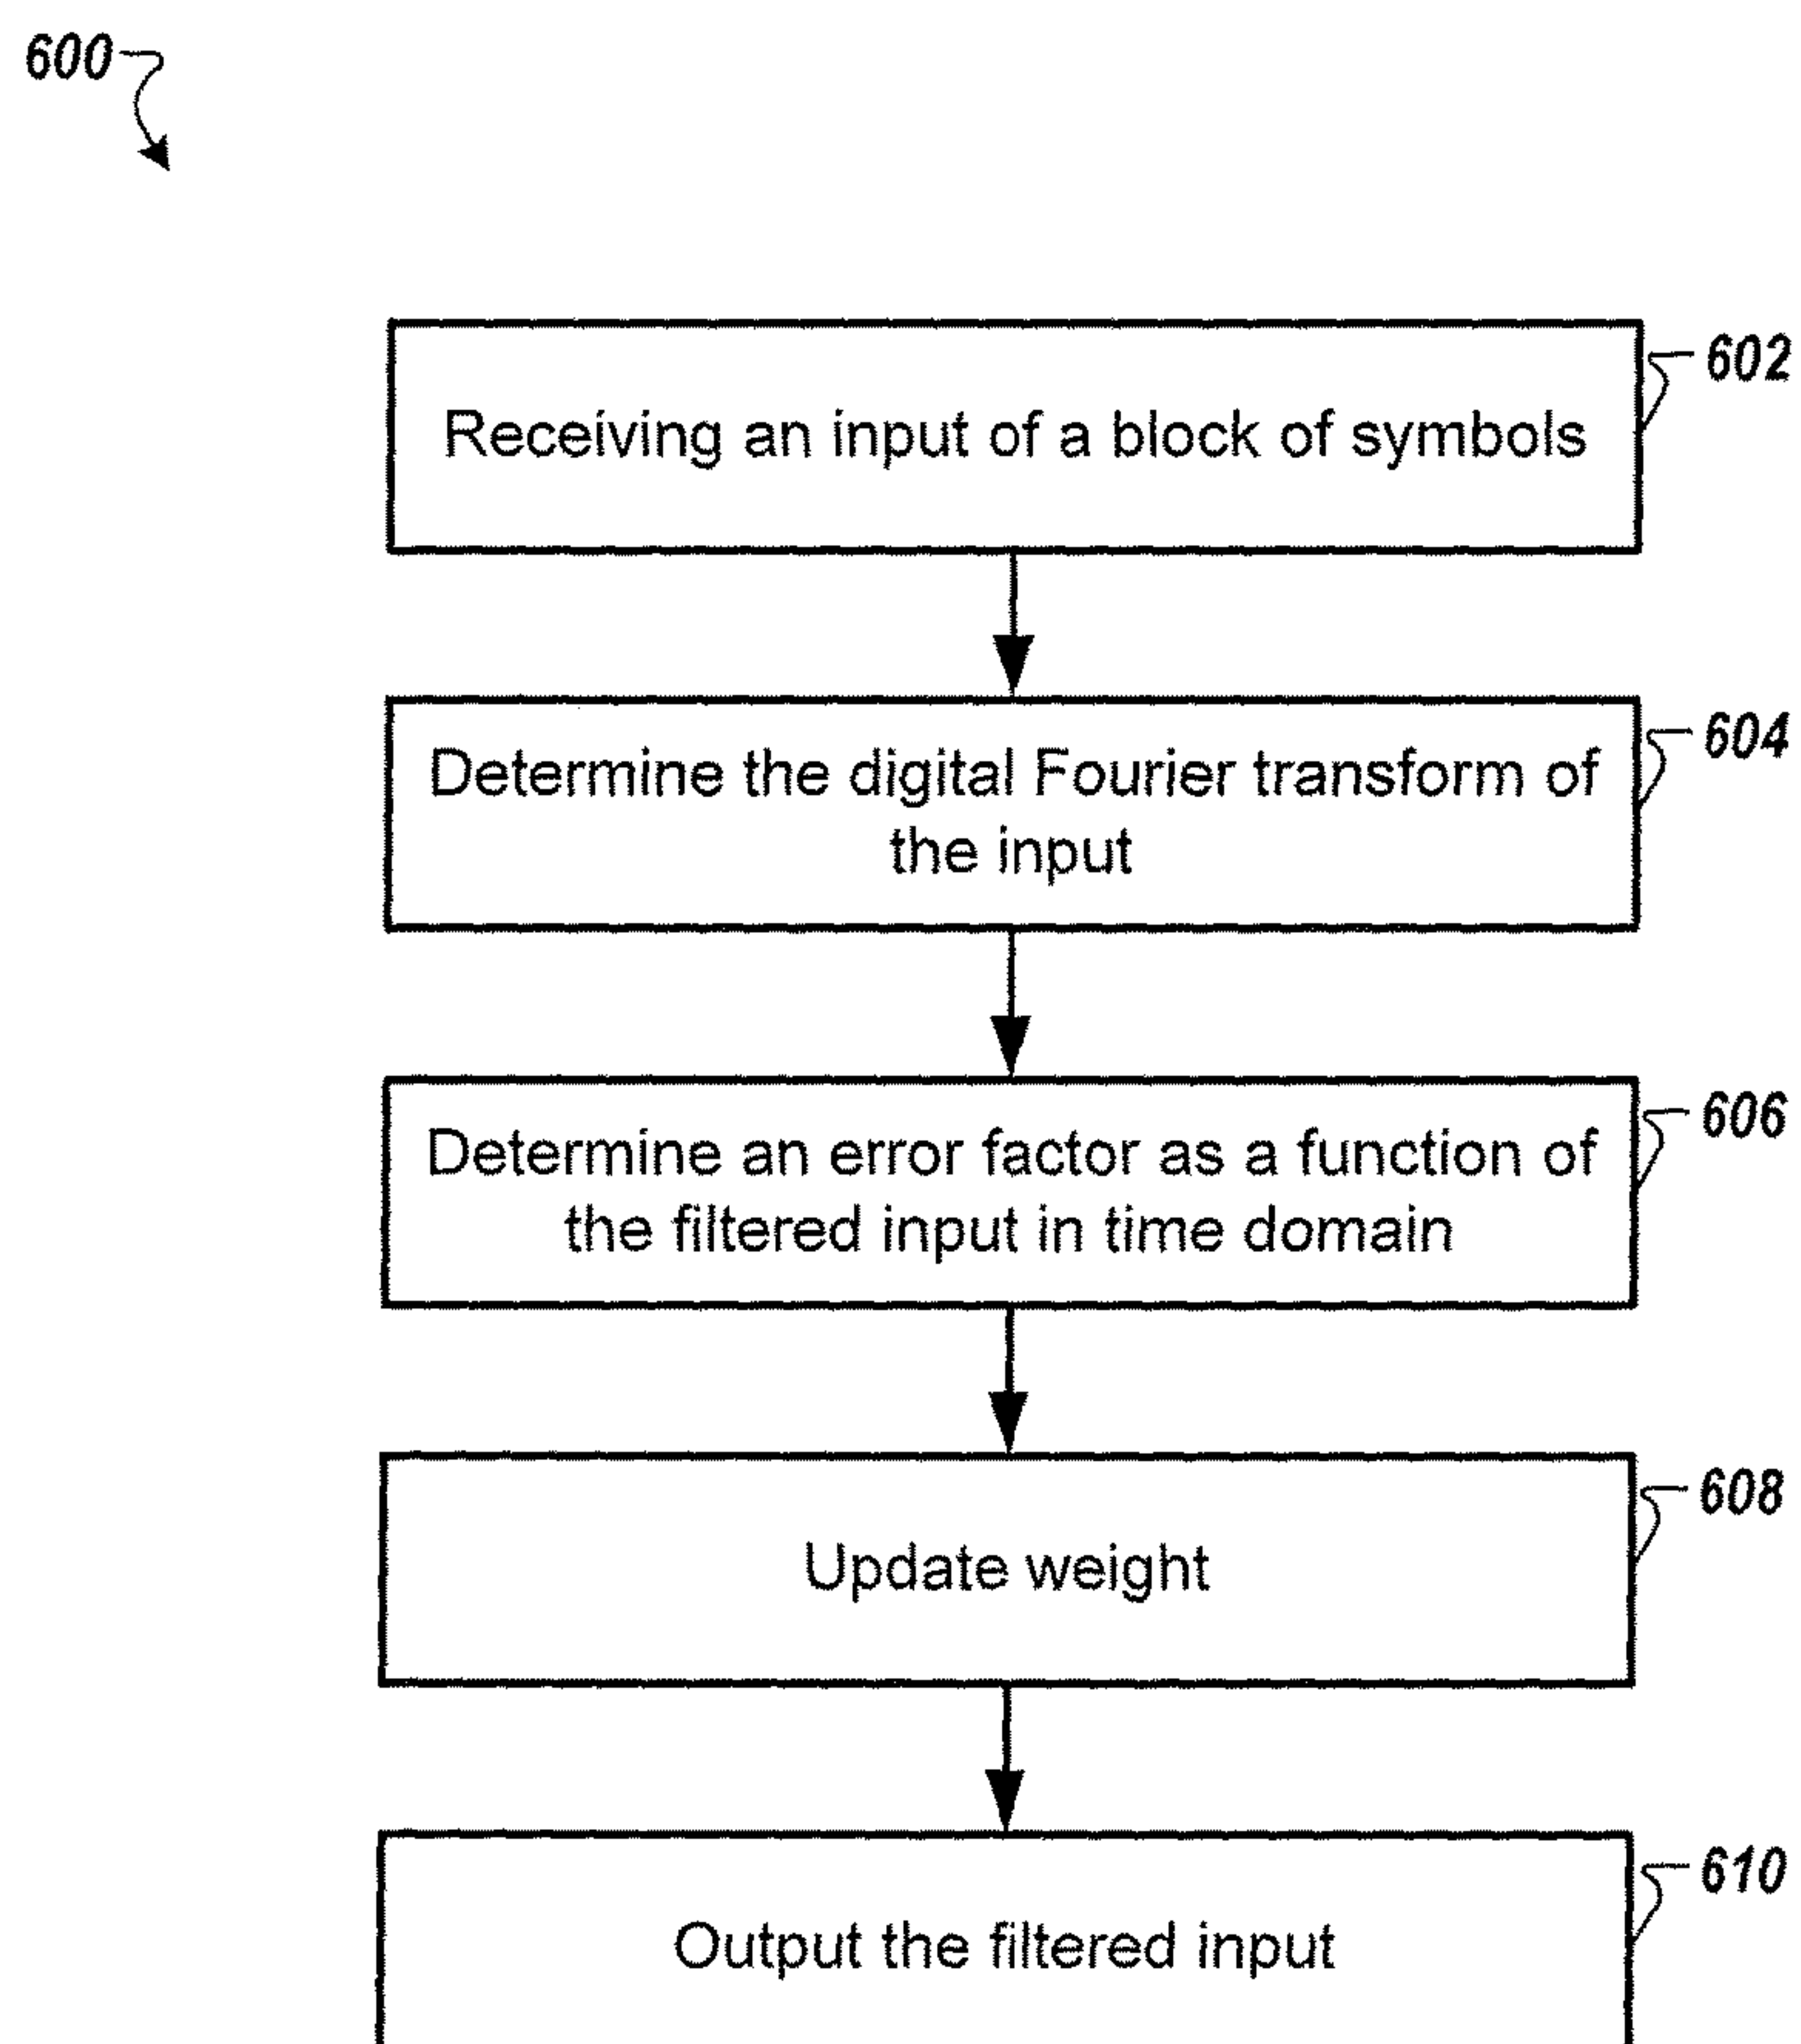 600
602
Receiving an input of a block of symbols
604
Determine the digital Fourier transform of
the input
606
Determine an error factor as a function of
the filtered input in time domain
608
Update weight
610
Output the filtered input